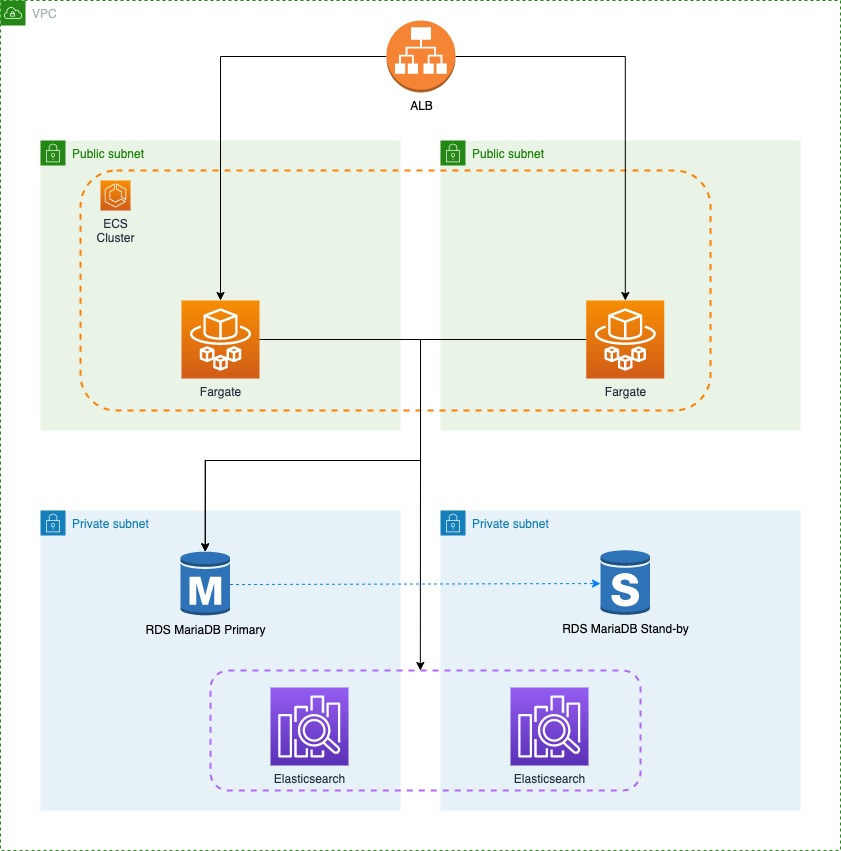 VPC
ALB
Public subnet
Public subnet
ECS
Cluster
Fargate
Fargate
Private subnet
Private subnet
M
S
RDS MariaDB Primary
RDS MariaDB Stand-by
Elasticsearch
Elasticsearch